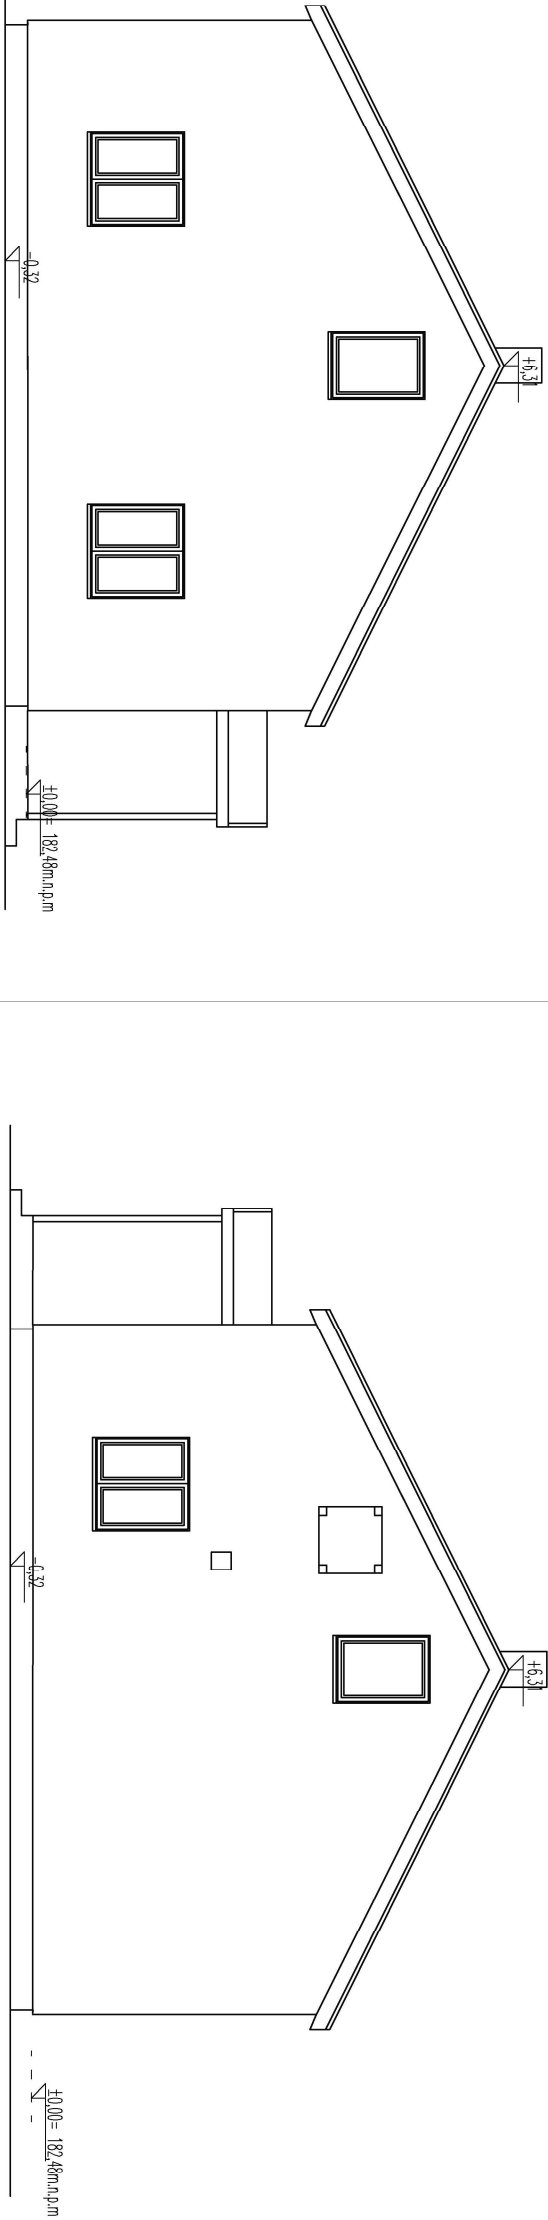 -0,32
+6,31
±0,00= 182,48m.n.p.m
-0,32
+6,31
±0,00= 182,48m.n.p.m